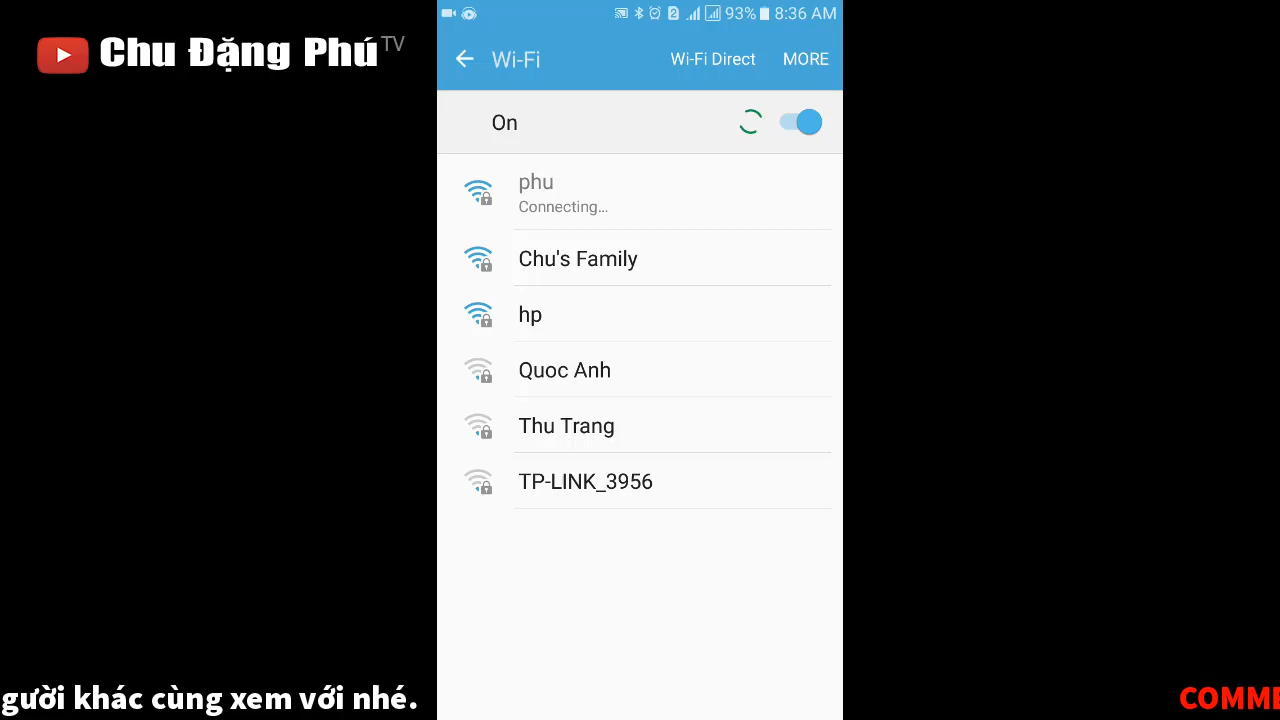 Chu Đặng Phú TV
93% 8:36 AM
Wi-Fi Wi-Fi Direct MORE
On
phu
Connecting...
Chu's Family
hp
Quoc Anh
Thu Trang
TP-LINK_3956
gười khác cùng xem với nhé. COMME